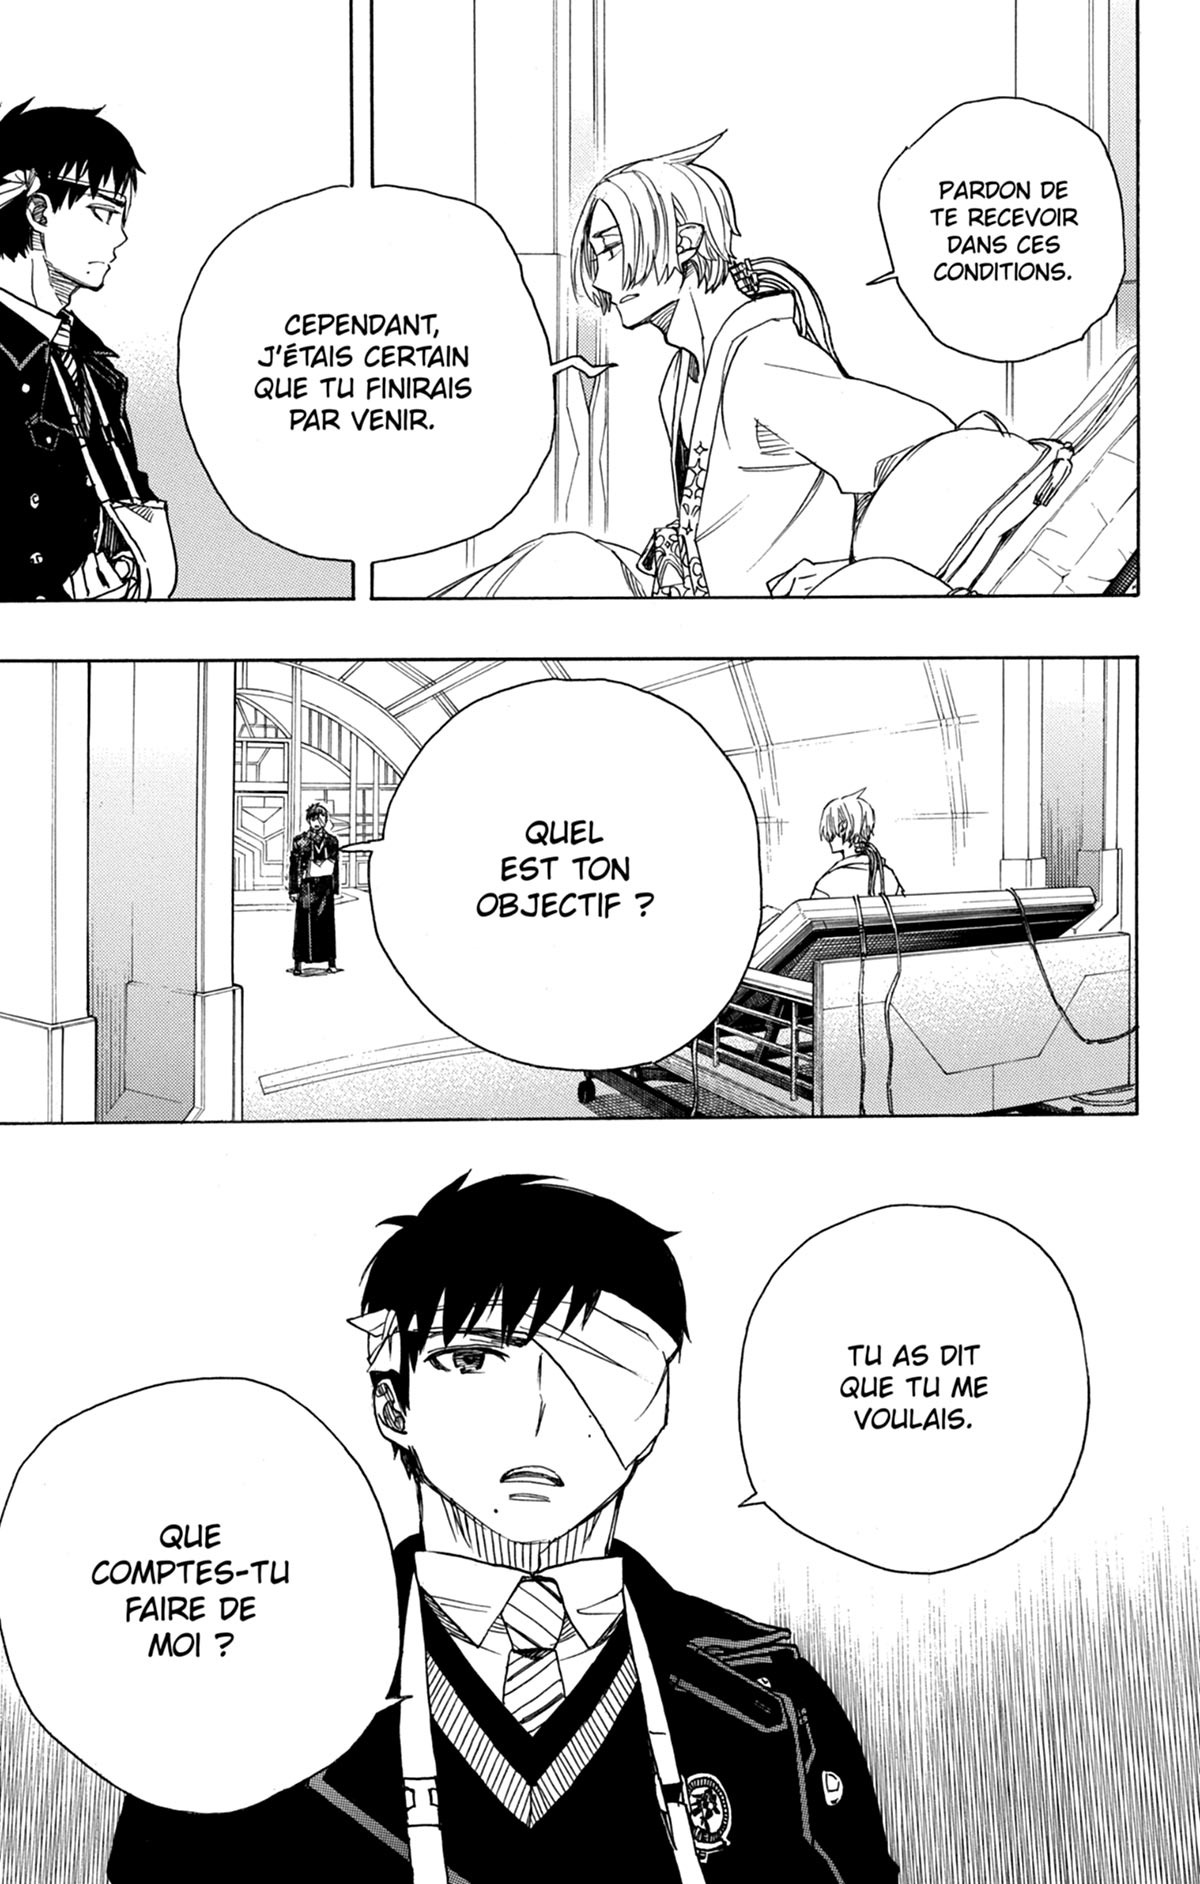 PARDON DE
TE RECEVOIR
DANS CES
CONDITIONS.
CEPENDANT,
J'ÉTAIS CERTAIN
QUE TU FINIRAIS
PAR VENIR.
QUEL
EST TON
OBJECTIF ?
TU AS DIT
QUE TU ME
VOULAIS.
QUE
COMPTES-TU
FAIRE DE
MOI ?